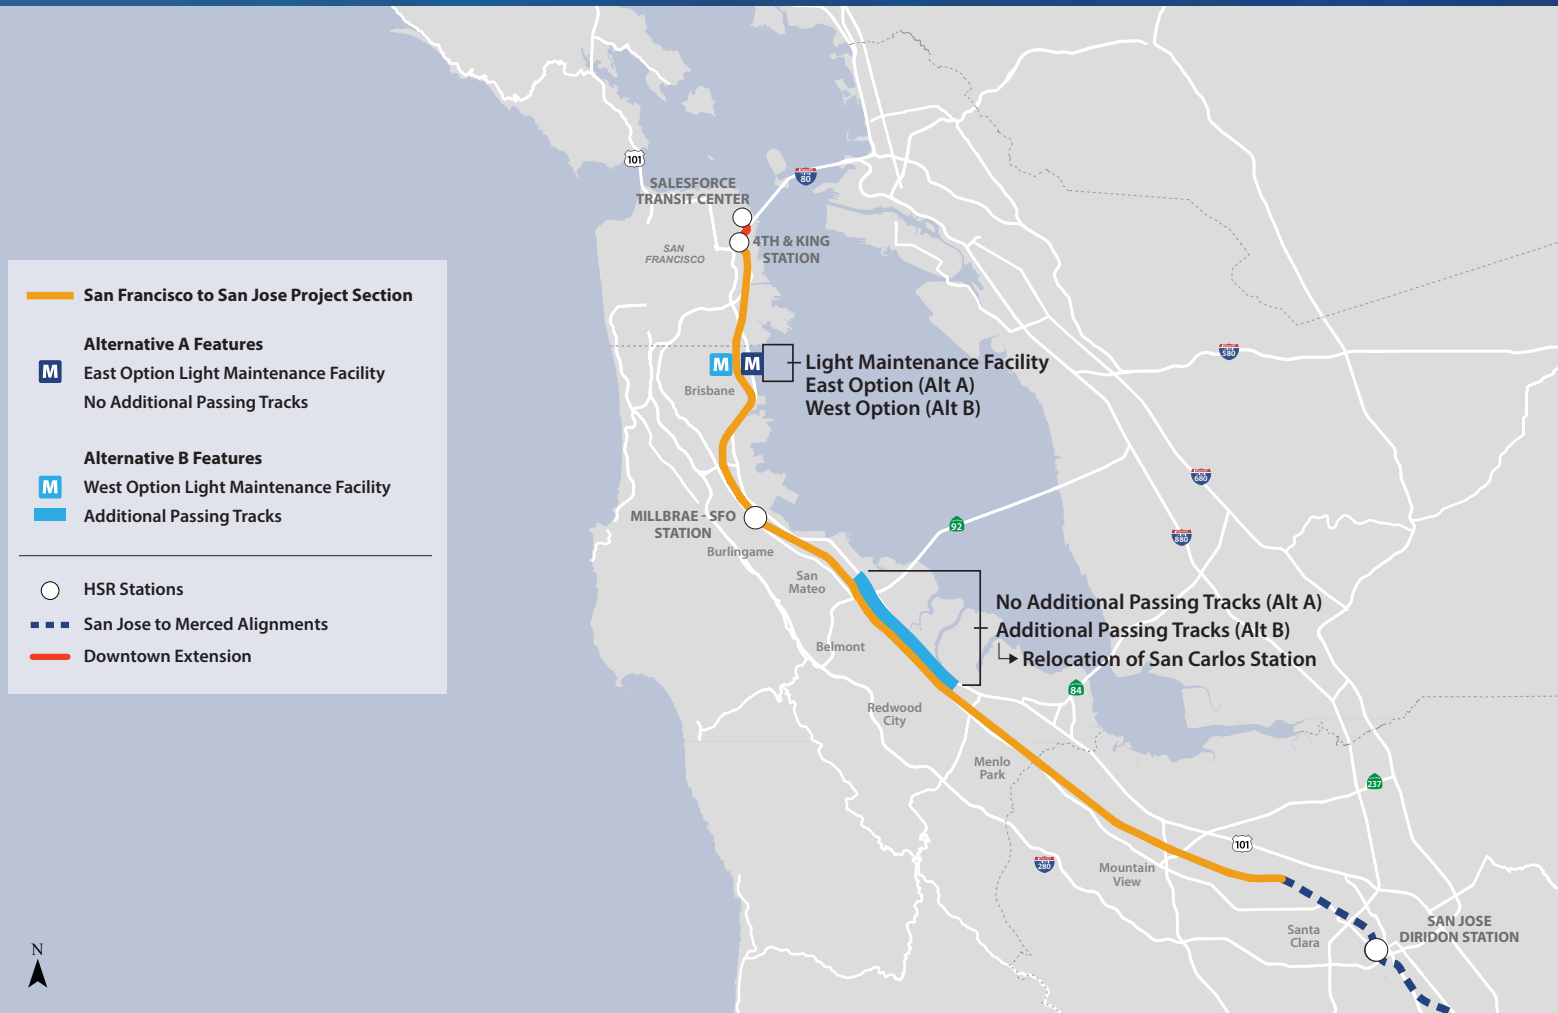 San Francisco to San Jose Project Section
Alternative A Features
M
East Option Light Maintenance Facility
No Additional Passing Tracks
Alternative B Features
M
West Option Light Maintenance Facility
Additional Passing Tracks
HSR Stations
San Jose to Merced Alignments
Downtown Extension
N
101
80
SALESFORCE
TRANSIT CENTER
4TH & KING
STATION
SAN
FRANCISCO
M
M
Light Maintenance Facility
East Option (Alt A)
West Option (Alt B)
Brisbane
580
680
880
92
MILLBRAE - SFO
STATION
Burlingame
San
Mateo
No Additional Passing Tracks (Alt A)
Additional Passing Tracks (Alt B)
Relocation of San Carlos Station
Belmont
84
Redwood
City
Menlo
Park
237
101
280
Mountain
View
Santa
Clara
SAN JOSE
DIRIDON STATION